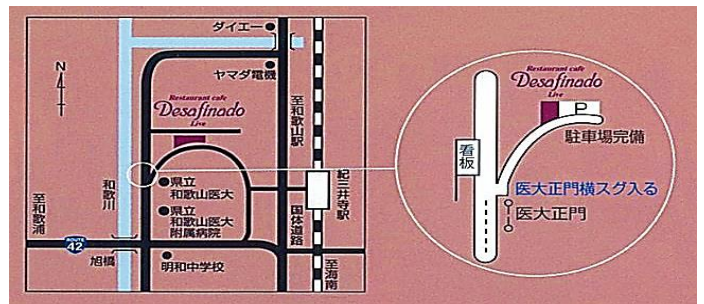 ダイエー
N
ヤマダ電機
Restaurant cafe
Desafinado
Live
至和歌山駅
県立
和歌山医大
県立
和歌山医大
附属病院
紀三井寺駅
国体道路
和歌川
至和歌浦
ROUTE
42
旭橋
明和中学校
至海南
Restaurant cafe
Desafinado
Live
P
駐車場完備
看板
医大正門横スグ入る
医大正門